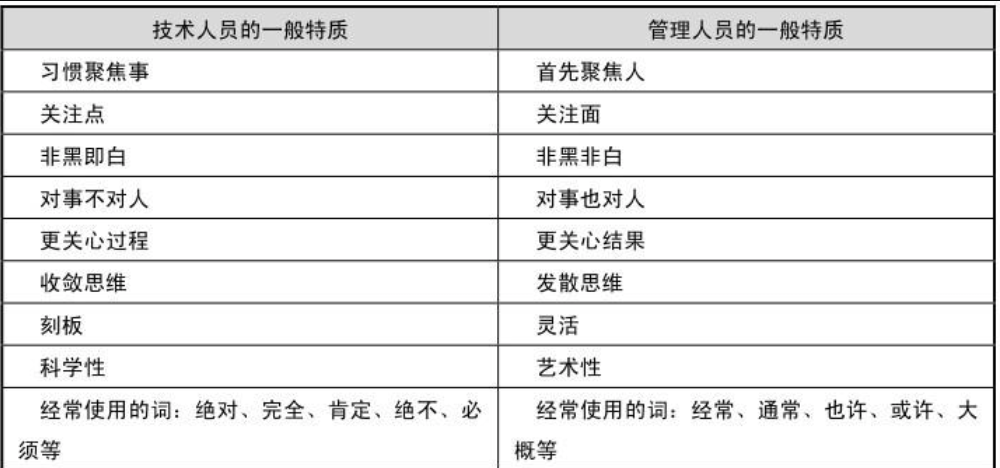 技术人员的一般特质 管理人员的一般特质
习惯聚焦事 首先聚焦人
关注点 关注面
非黑即白 非黑非白
对事不对人 对事也对人
更关心过程 更关心结果
收敛思维 发散思维
刻板 灵活
科学性 艺术性
经常使用的词：绝对、完全、肯定、绝不、必
须等
经常使用的词：经常、通常、也许、或许、大
概等